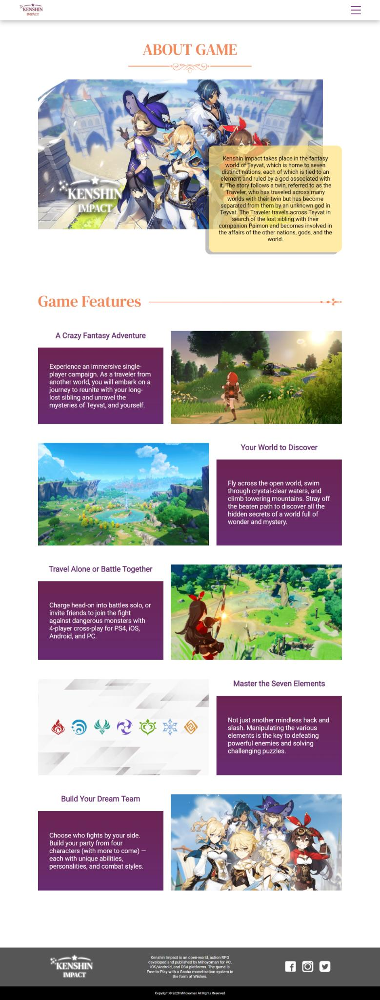 KENSHIN
IMPACT
ABOUT GAME
KENSHIN
IMPACT
Kenshin Impact takes place in the fantasy
world of Teyvat, which is home to seven
distinct nations, each of which is tied to an
element and ruled by a god associated with
it. The story follows a twin, referred to as the
Traveler, who has traveled across many
worlds with their twin but has become
separated from them by an unknown god in
Teyvat. The Traveler travels across Teyvat in
search of the lost sibling with their
companion Paimon and becomes involved in
the affairs of the other nations, gods, and the
world.
Game Features
A Crazy Fantasy Adventure
Experience an immersive single-
player campaign. As a traveler from
another world, you will embark on a
journey to reunite with your long-
lost sibling and unravel the
mysteries of Teyvat, and yourself.
Your World to Discover
Fly across the open world, swim
through crystal-clear waters, and
climb towering mountains. Stray off
the beaten path to discover all the
hidden secrets of a world full of
wonder and mystery.
Travel Alone or Battle Together
Charge head-on into battles solo, or
invite friends to join the fight
against dangerous monsters with
4-player cross-play for PS4, iOS,
Android, and PC.
Master the Seven Elements
Not just another mindless hack and
slash. Manipulating the various
elements is the key to defeating
powerful enemies and solving
challenging puzzles.
Build Your Dream Team
Choose who fights by your side.
Build your party from four
characters (with more to come) —
each with unique abilities,
personalities, and combat styles.
KENSHIN
IMPACT
Kenshin Impact is an open-world, action RPG
developed and published by Mihoyoman for PC,
iOS/Android, and PS4 platforms. The game is
Free-to-Play with a Gacha monetization system in
the form of Wishes.
Copyright © 2020 Mihoyoman All Rights Reserved